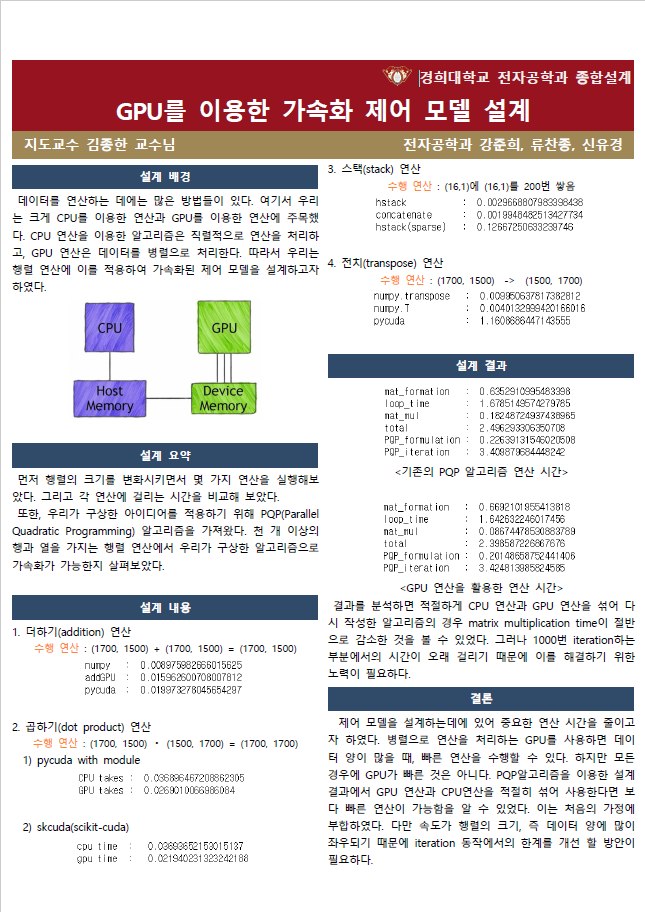 경희대학교 전자공학과 종합설계
GPU를 이용한 가속화 제어 모델 설계
지도교수 김종한 교수님
전자공학과 강준희, 류찬종, 신유경
설계 배경
데이터를 연산하는 데에는 많은 방법들이 있다. 여기서 우리
는 크게 CPU를 이용한 연산과 GPU를 이용한 연산에 주목했
다. CPU 연산을 이용한 알고리즘은 직렬적으로 연산을 처리하
고, GPU 연산은 데이터를 병렬으로 처리한다. 따라서 우리는
행렬 연산에 이를 적용하여 가속화된 제어 모델을 설계하고자
하였다.
CPU
GPU
Host
Memory
Device
Memory
설계 요약
먼저 행렬의 크기를 변화시키면서 몇 가지 연산을 실행해보
았다. 그리고 각 연산에 걸리는 시간을 비교해 보았다.
또한, 우리가 구상한 아이디어를 적용하기 위해 PQP(Parallel
Quadratic Programming) 알고리즘을 가져왔다. 천 개 이상의
행과 열을 가지는 행렬 연산에서 우리가 구상한 알고리즘으로
가속화가 가능한지 살펴보았다.
설계 내용
1. 더하기(addition) 연산
수행 연산 : (1700, 1500) + (1700, 1500) = (1700, 1500)
numpy : 0.008975982666015625
addGPU : 0.015962600708007812
pycuda : 0.019973278045654297
2. 곱하기(dot product) 연산
수행 연산 : (1700, 1500) · (1500, 1700) = (1700, 1700)
1) pycuda with module
CPU takes : 0.036896467208862305
GPU takes : 0.0269010066986084
2) skcuda(scikit-cuda)
cpu time : 0.03693652153015137
gpu time : 0.021940231323242188
3. 스택(stack) 연산
수행 연산 : (16,1)에 (16,1)를 200번 쌓음
hstack : 0.0029668807983398438
concatenate : 0.0019948482513427734
hstack(sparse) : 0.12667250633239746
4. 전치(transpose) 연산
수행 연산 : (1700, 1500) -> (1500, 1700)
numpy.transpose : 0.009950637817382812
numpy.T : 0.0040132999420166016
pycuda : 1.1608686447143555
설계 결과
mat_formation : 0.6352910995483398
loop_time : 1.6785149574279785
mat_mul : 0.18248724937438965
total : 2.496293306350708
PQP_formulation : 0.22639131546020508
PQP_iteration : 3.409879684448242
<기존의 PQP 알고리즘 연산 시간>
mat_formation : 0.6692101955413818
loop_time : 1.642632246017456
mat_mul : 0.08674478530883789
total : 2.398587226867676
PQP_formulation : 0.20148658752441406
PQP_iteration : 3.424813985824585
<GPU 연산을 활용한 연산 시간>
결과를 분석하면 적절하게 CPU 연산과 GPU 연산을 섞어 다
시 작성한 알고리즘의 경우 matrix multiplication time이 절반
으로 감소한 것을 볼 수 있었다. 그러나 1000번 iteration하는
부분에서의 시간이 오래 걸리기 때문에 이를 해결하기 위한
노력이 필요하다.
결론
제어 모델을 설계하는데에 있어 중요한 연산 시간을 줄이고
자 하였다. 병렬으로 연산을 처리하는 GPU를 사용하면 데이
터 양이 많을 때, 빠른 연산을 수행할 수 있다. 하지만 모든
경우에 GPU가 빠른 것은 아니다. PQP알고리즘을 이용한 설계
결과에서 GPU 연산과 CPU연산을 적절히 섞어 사용한다면 보
다 빠른 연산이 가능함을 알 수 있었다. 이는 처음의 가정에
부합하였다. 다만 속도가 행렬의 크기, 즉 데이터 양에 많이
좌우되기 때문에 iteration 동작에서의 한계를 개선 할 방안이
필요하다.